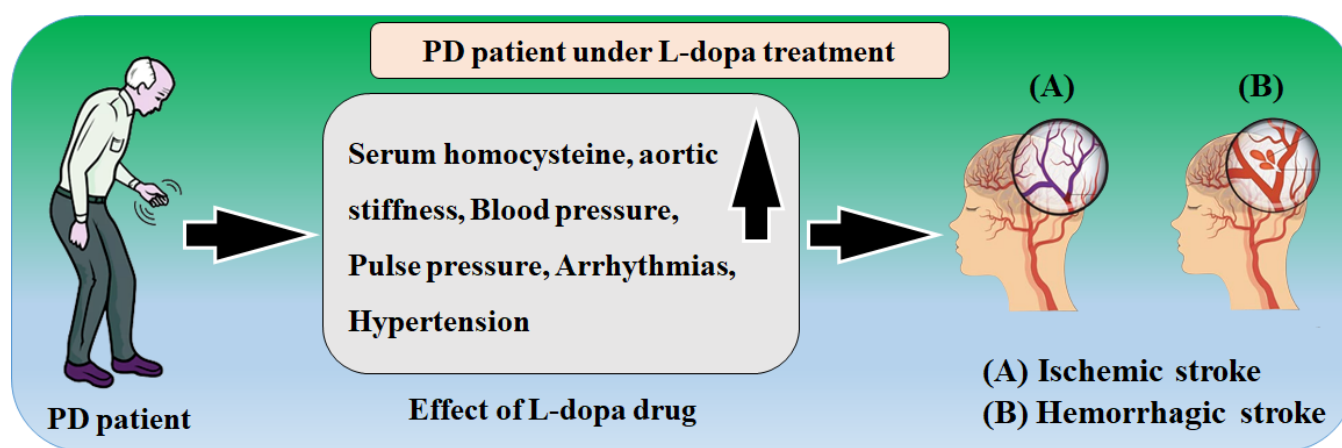 PD patient under L-dopa treatment
(A)
(B)
Serum homocysteine, aortic
stiffness, Blood pressure,
Pulse pressure, Arrhythmias,
Hypertension
PD patient
Effect of L-dopa drug
(A) Ischemic stroke
(B) Hemorrhagic stroke